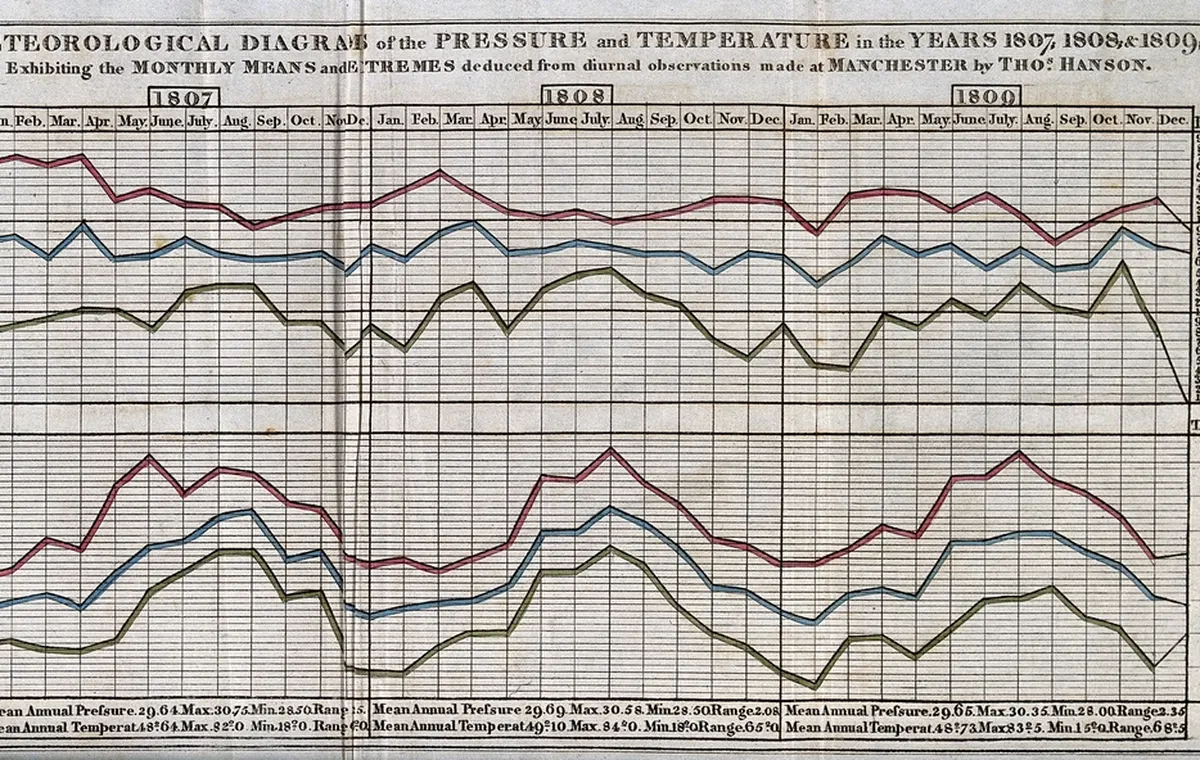 TEOROLOGICAL DIAGRAM of the PRESSURE and TEMPERATURE in the YEARS 1807, 1808, & 1809
Exhibiting the MONTHLY MEANS and E TREMES deduced from diurnal observations made at MANCHESTER by THOS. HANSON.
1807 1808 1809
n. Feb. Mar. Apr. May. June. July. Aug. Sep. Oct. Nov De. Jan. Feb. Mar. Apr. May June July. Aug Sep. Oct. Nov. Dec. Jan. Feb. Mar. Apr. May June July. Aug. Sep. Oct. Nov. Dec.
ean Annual Pressure. 29.64. Max. 30.75. Min. 28.50. Ran Mean Annual Pressure. 29.69. Max. 30.58. Min. 28.50. Range 2.08 Mean Annual Pressure. 29.65. Max. 30.35. Min. 28.00. Range. 2.35
ean Annual Temperat. 48°.64. Max. 82°.0 Min. 18°.0. Ran Mean Annual Temperat. 49°.10. Max. 84°.0. Min. 18°.0. Range. 65°.0 Mean Annual Temperat. 48°.73. Max. 83°.5. Min. 15°.0. Range. 68°.5